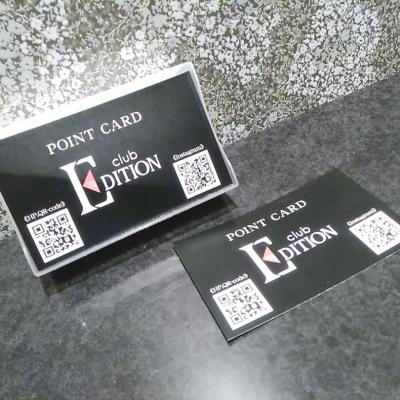 POINT CARD
club
EDITION
《Instagram》
《HP.QR-code》
POINT CARD
club
EDITION
《Instagram》
《HP.QR-code》